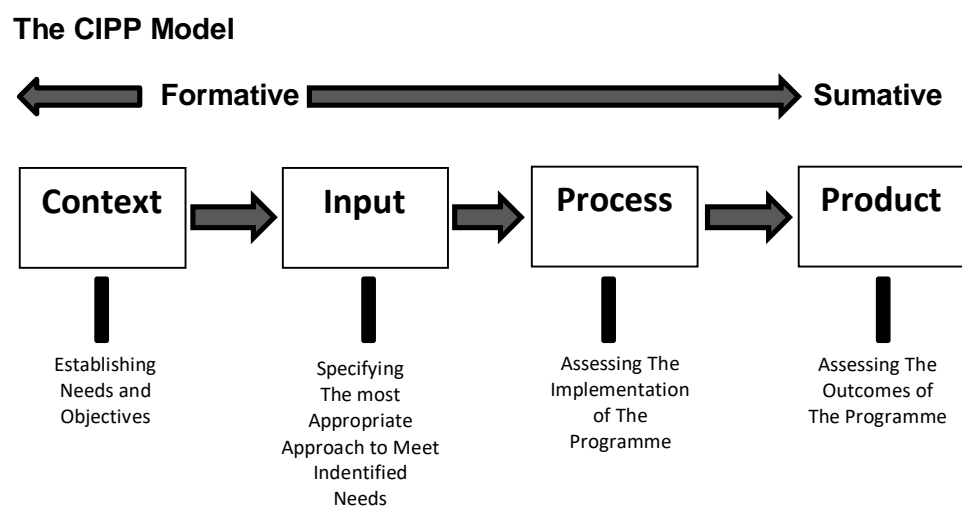 The CIPP Model
Formative Sumative
Context Input Process Product
Establishing
Needs and
Objectives
Specifying
The most
Appropriate
Approach to Meet
Indentified
Needs
Assessing The
Implementation
of The
Programme
Assessing The
Outcomes of
The Programme